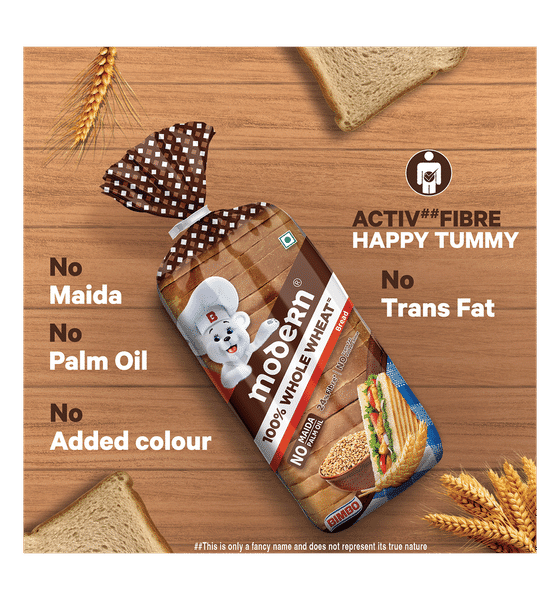 ACTIV##FIBRE
HAPPY TUMMY
No
Maida
No
Palm Oil
No
Added colour
No
Trans Fat
B
modern®
100% WHOLE WHEAT=
Bread
NO MAIDA
PALM OIL
BIMBO
##This is only a fancy name and does not represent its true nature